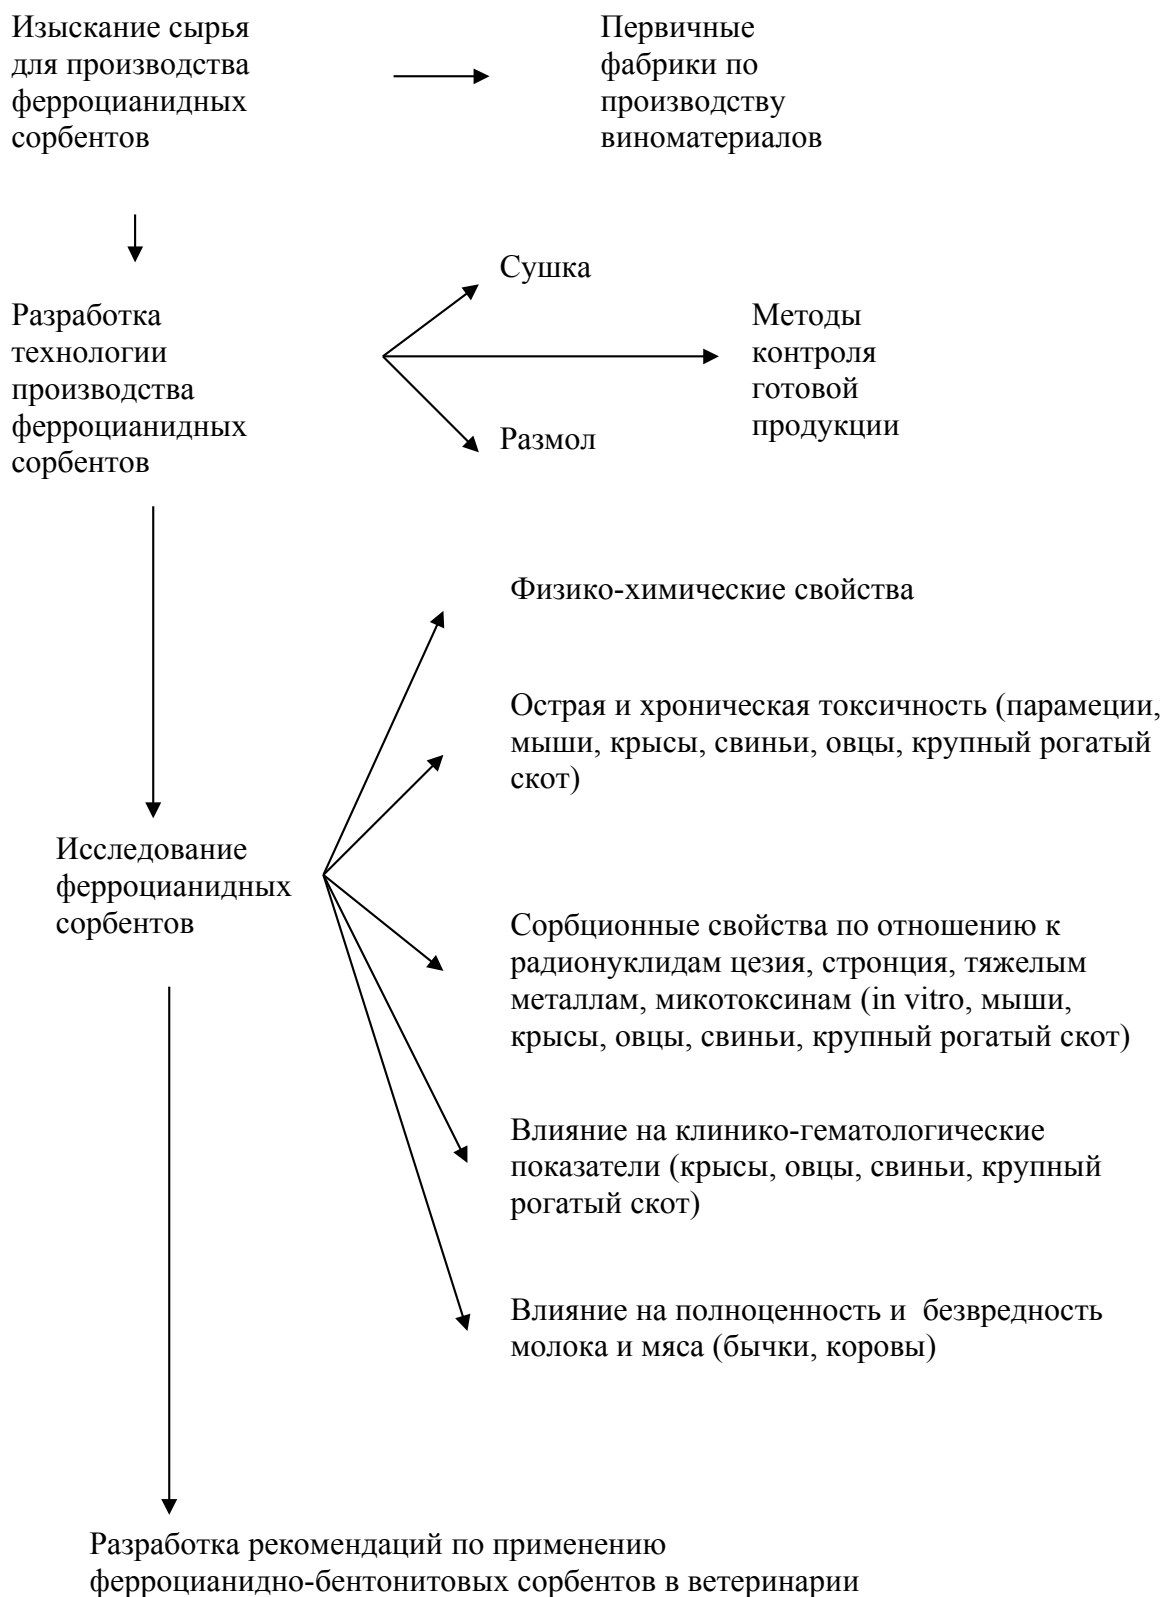 Изыскание сырья
для производства
ферроцианидных
сорбентов
Первичные
фабрики по
производству
виноматериалов
Сушка
Разработка
технологии
производства
ферроцианидных
сорбентов
Методы
контроля
готовой
продукции
Размол
Физико-химические свойства
Острая и хроническая токсичность (парамеции,
мыши, крысы, свиньи, овцы, крупный рогатый
скот)
Исследование
ферроцианидных
сорбентов
Сорбционные свойства по отношению к
радионуклидам цезия, стронция, тяжелым
металлам, микотоксинам (in vitro, мыши,
крысы, овцы, свиньи, крупный рогатый скот)
Влияние на клинико-гематологические
показатели (крысы, овцы, свиньи, крупный
рогатый скот)
Влияние на полноценность и  безвредность
молока и мяса (бычки, коровы)
Разработка рекомендаций по применению
ферроцианидно-бентонитовых сорбентов в ветеринарии